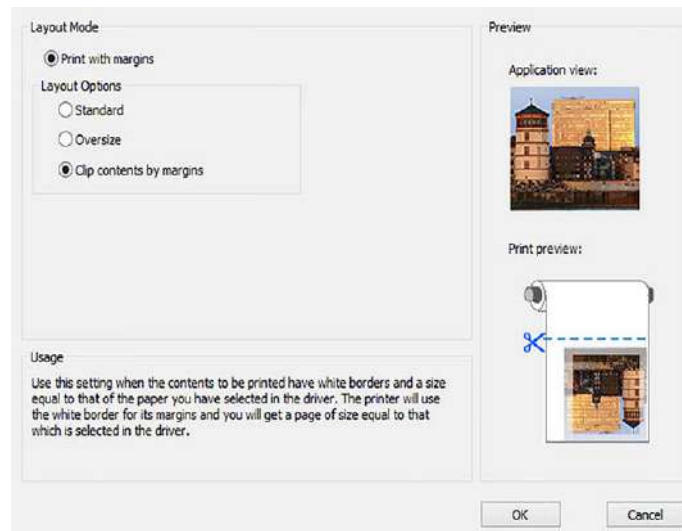 Layout Mode
Print with margins
Layout Options
Standard
Oversize
Clip contents by margins
Usage
Use this setting when the contents to be printed have white borders and a size
equal to that of the paper you have selected in the driver. The printer will use
the white border for its margins and you will get a page of size equal to that
which is selected in the driver.
Preview
Application view:
Print preview:
OK
Cancel